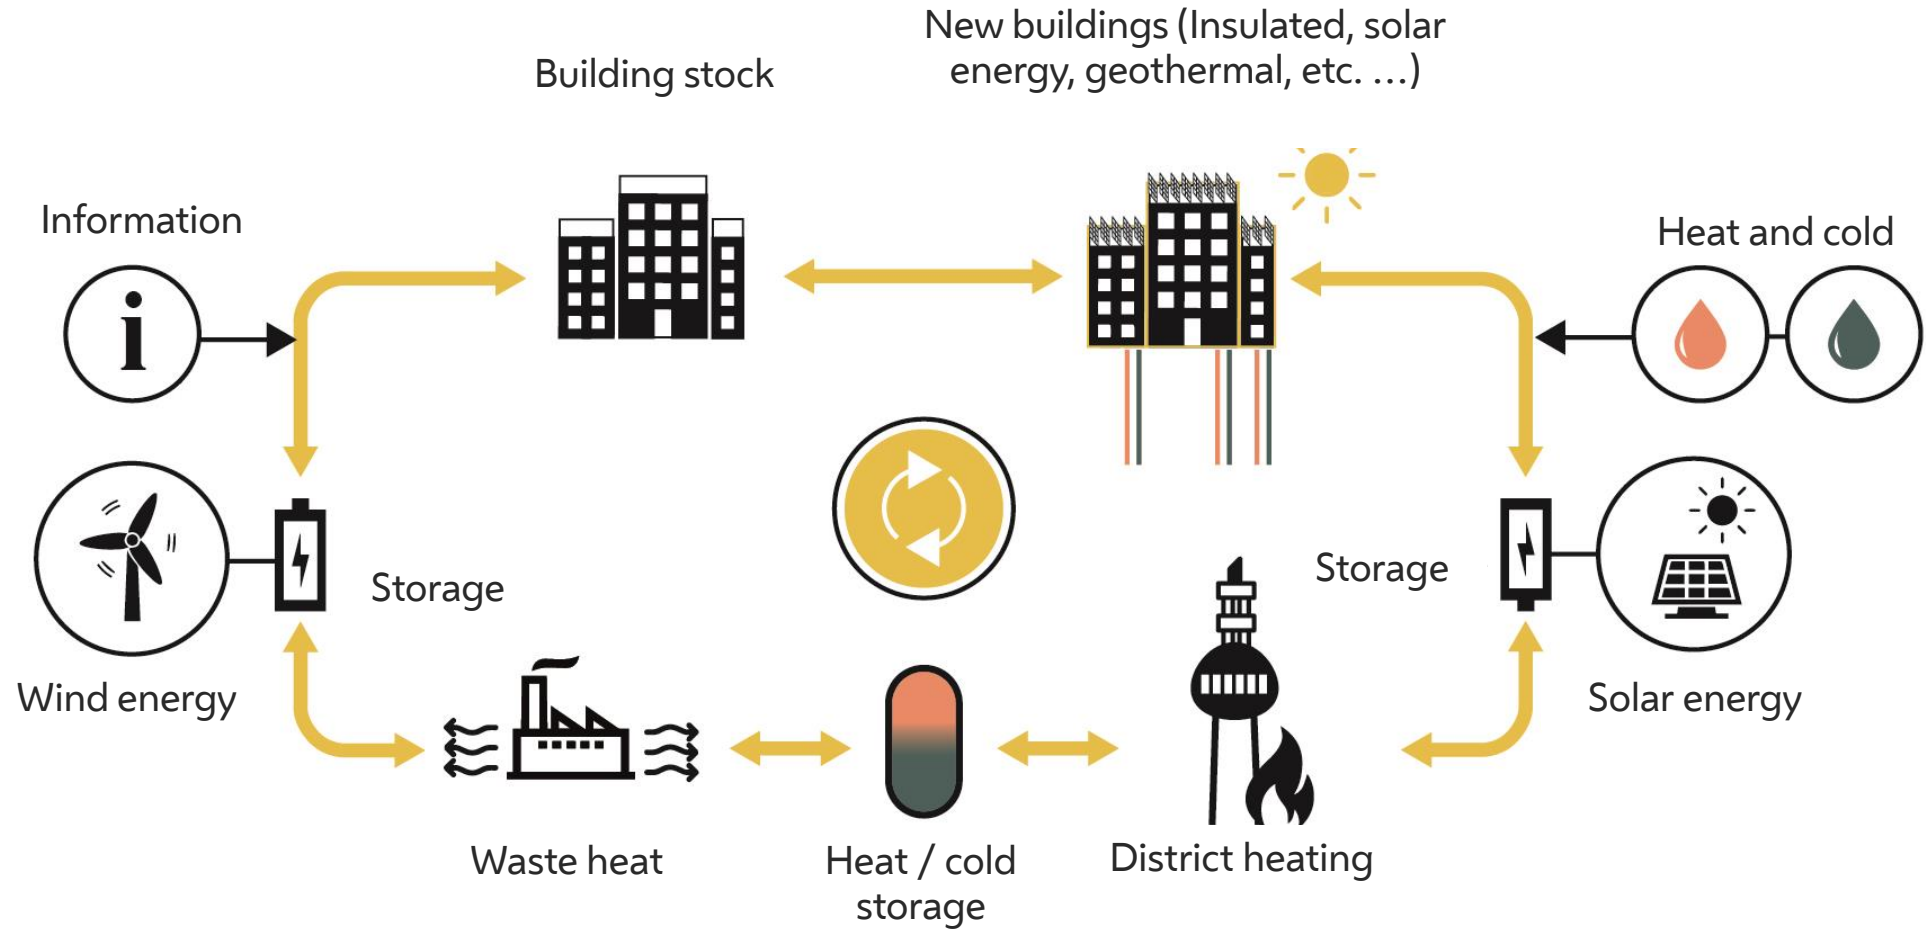 New buildings (Insulated, solar
energy, geothermal, etc. ...)
Building stock
Information
Heat and cold
i
Storage
Storage
Wind energy
Solar energy
Waste heat
Heat / cold
storage
District heating